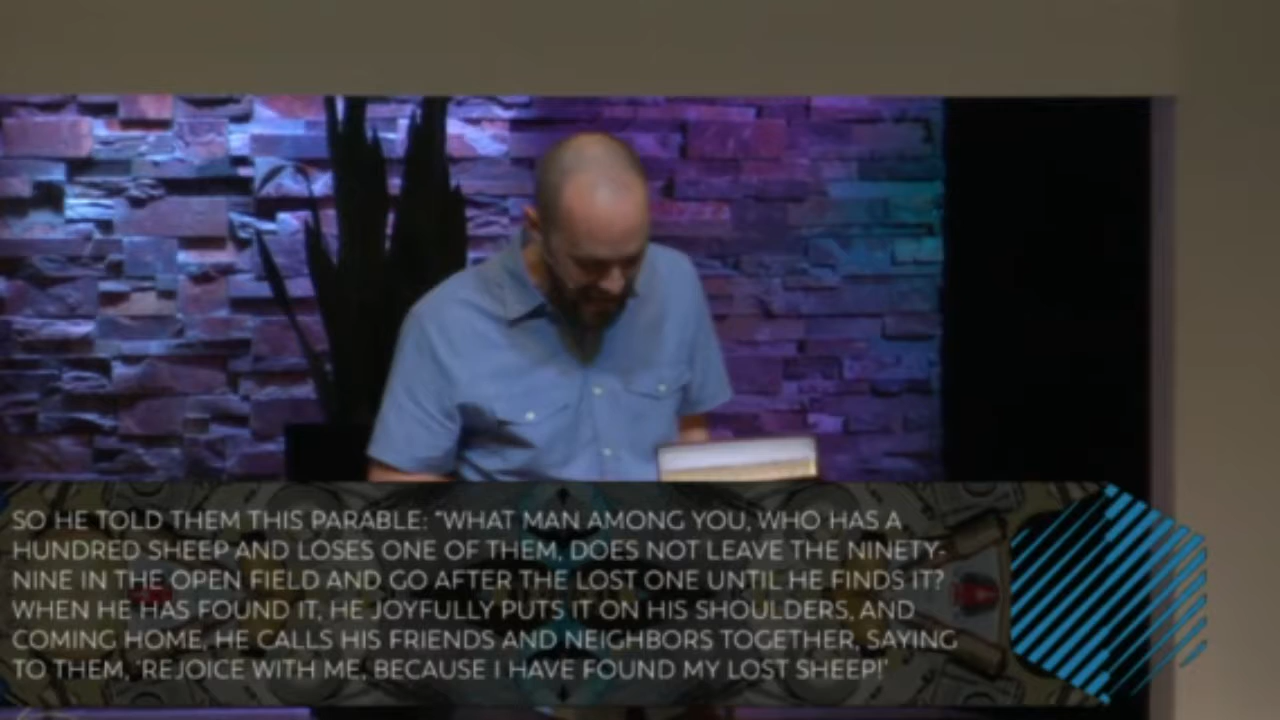 SO HE TOLD THEM THIS PARABLE: "WHAT MAN AMONG YOU, WHO HAS A
HUNDRED SHEEP AND LOSES ONE OF THEM, DOES NOT LEAVE THE NINETY-
NINE IN THE OPEN FIELD AND GO AFTER THE LOST ONE UNTIL HE FINDS IT?
WHEN HE HAS FOUND IT, HE JOYFULLY PUTS IT ON HIS SHOULDERS, AND
COMING HOME, HE CALLS HIS FRIENDS AND NEIGHBORS TOGETHER, SAYING
TO THEM, 'REJOICE WITH ME, BECAUSE I HAVE FOUND MY LOST SHEEP!'